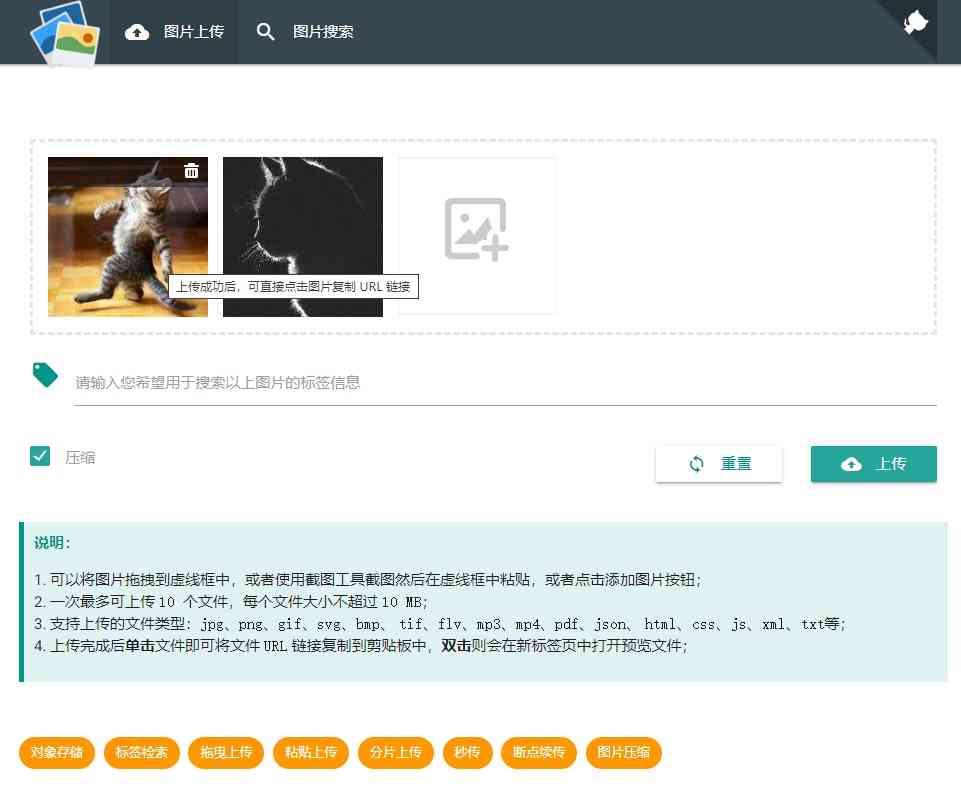 图片上传
图片搜索
上传成功后，可直接点击图片复制 URL 链接
请输入您希望用于搜索以上图片的标签信息
压缩
重置
上传
说明：
1. 可以将图片拖拽到虚线框中，或者使用截图工具截图然后在虚线框中粘贴，或者点击添加图片按钮；
2. 一次最多可上传 10 个文件，每个文件大小不超过 10 MB；
3. 支持上传的文件类型：jpg、png、gif、svg、bmp、 tif、flv、mp3、mp4、pdf、json、 html、css、js、xml、txt等；
4. 上传完成后单击文件即可将文件 URL 链接复制到剪贴板中，双击则会在新标签页中打开预览文件；
对象存储
标签检索
拖曳上传
粘贴上传
分片上传
秒传
断点续传
图片压缩